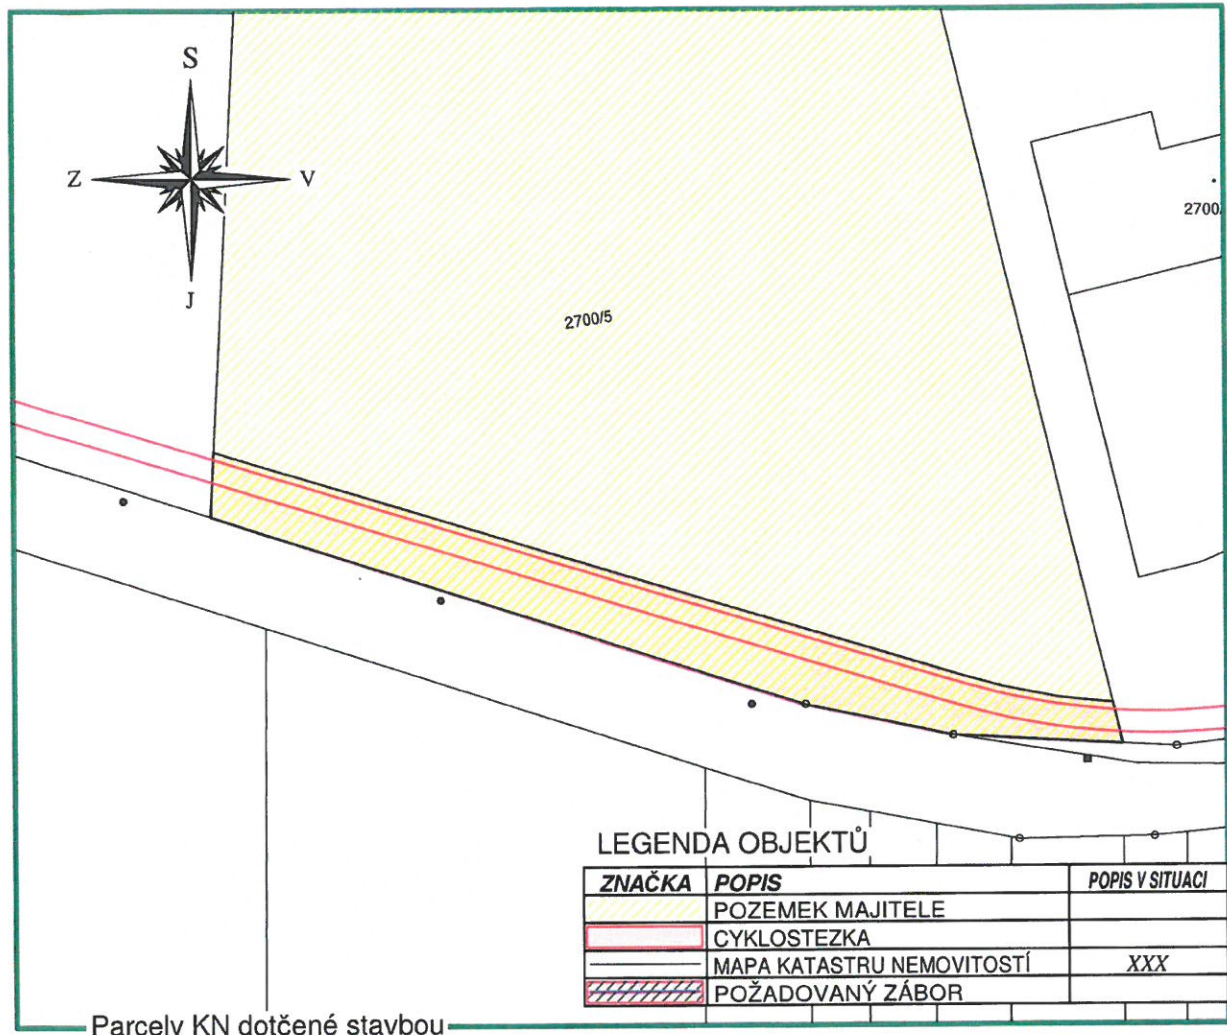 S
Z V
J
2700
2700/5
LEGENDA OBJEKTŮ
ZNAČKA POPIS POPIS V SITUACI
POZEMEK MAJITELE
CYKLOSTEZKA
MAPA KATASTRU NEMOVITOSTÍ XXX
POŽADOVANÝ ZÁBOR
Parcely KN dotčené stavbou